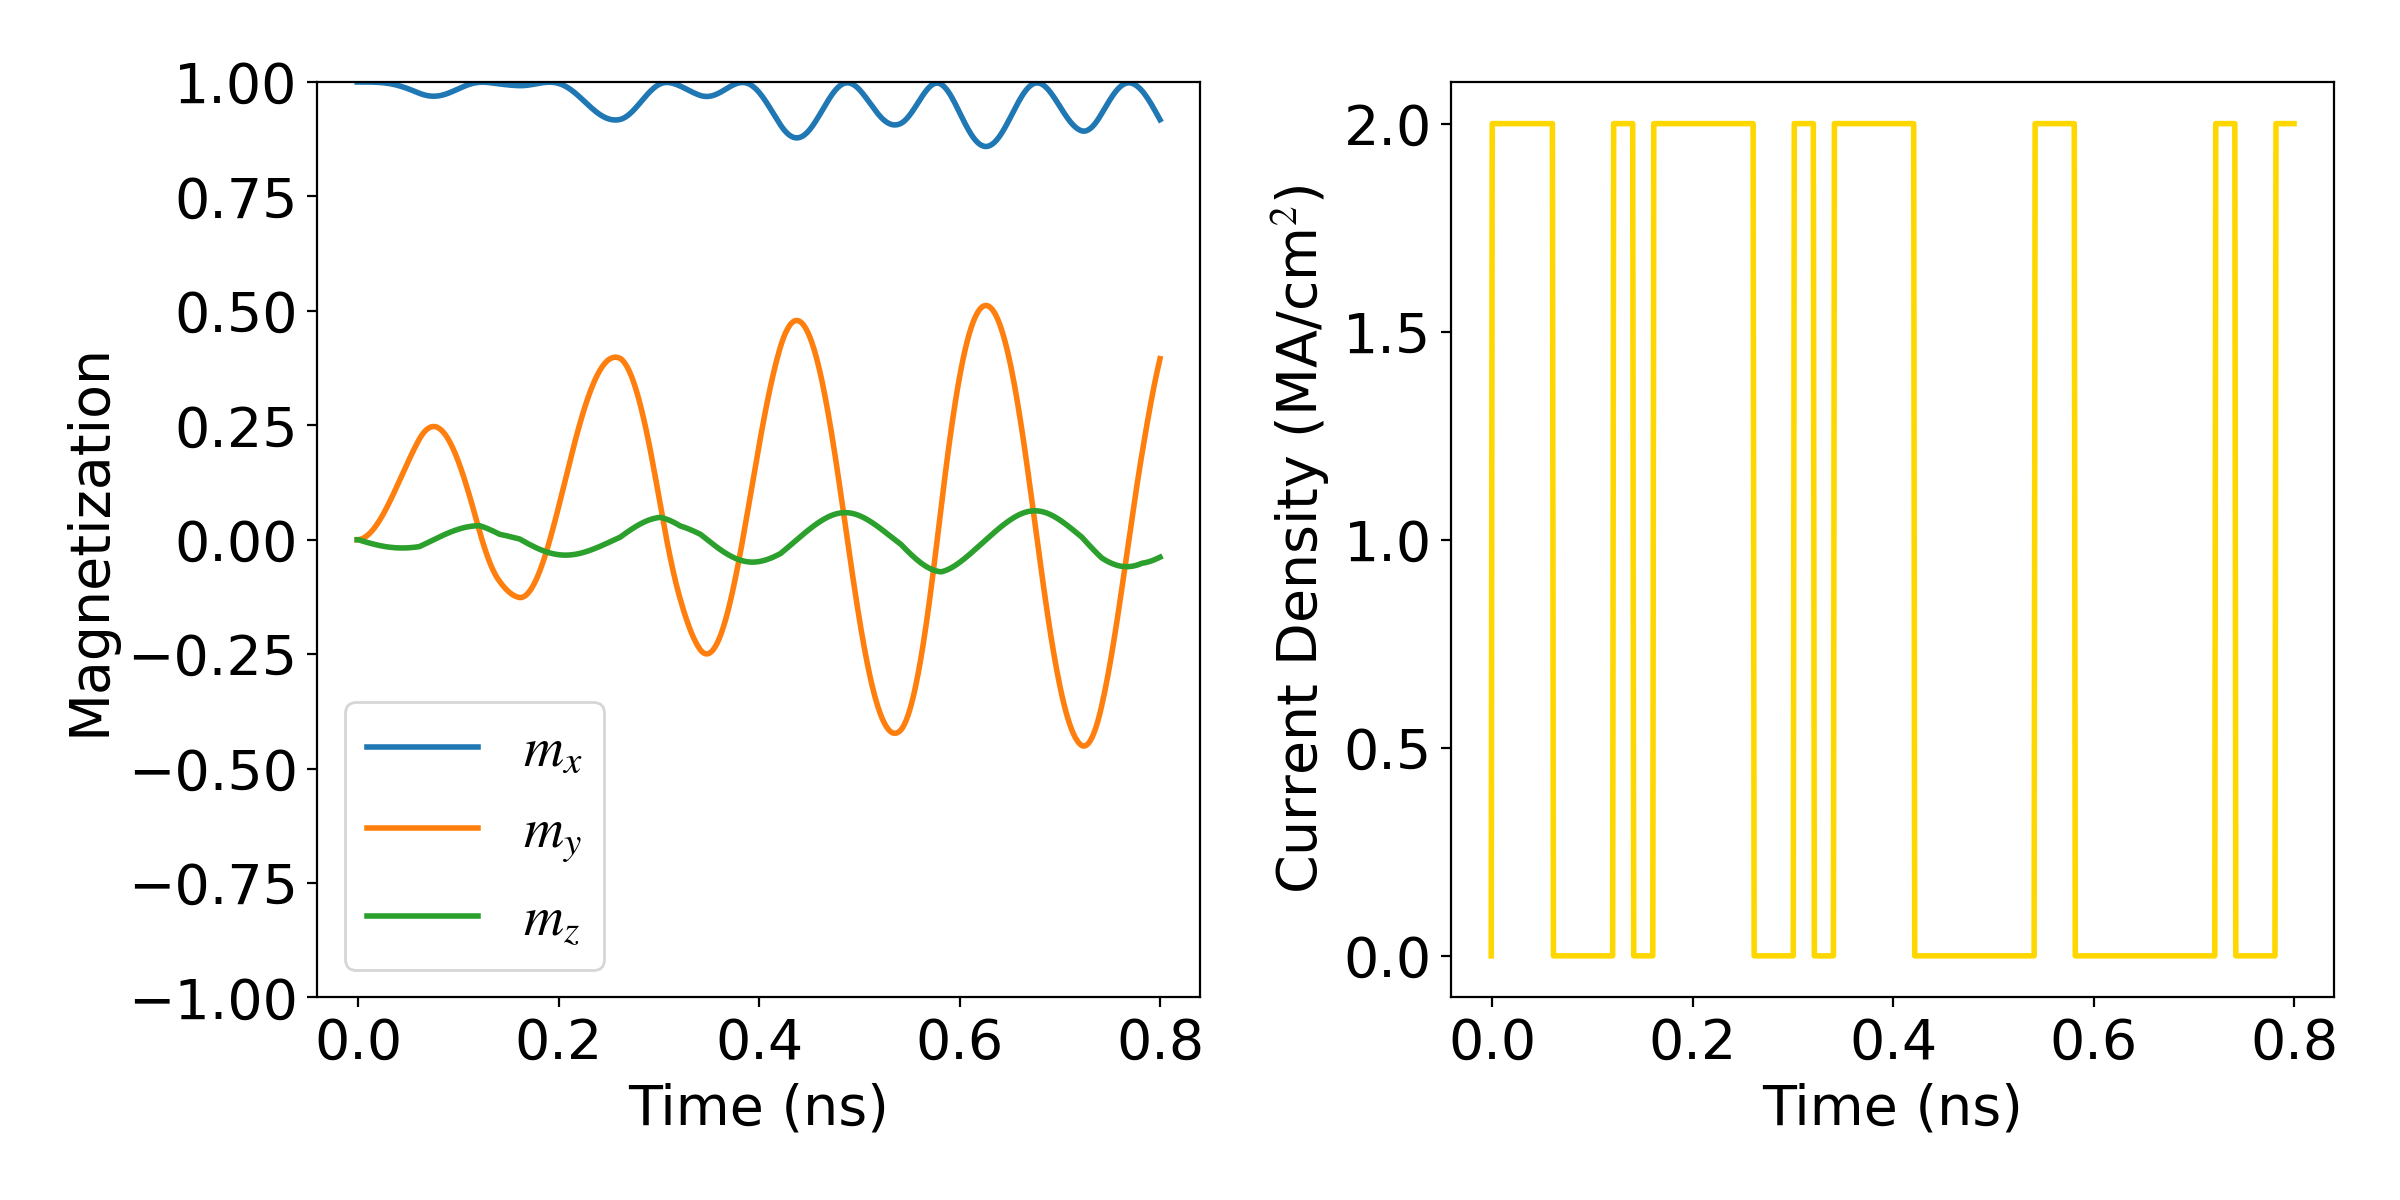 Magnetization
1.00
0.75
0.50
0.25
0.00
−0.25
−0.50
−0.75
−1.00
m_x
m_y
m_z
0.0 0.2 0.4 0.6 0.8
Time (ns)
Current Density (MA/cm²)
2.0
1.5
1.0
0.5
0.0
0.0 0.2 0.4 0.6 0.8
Time (ns)